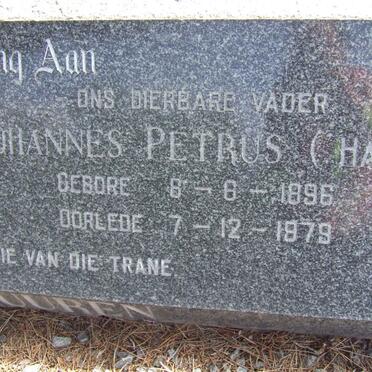 ng Aan
ONS DIERBARE VADER
OHANNES PETRUS (HA
GEBORE 8-8-1896
OORLEDE 7-12-1979
IE VAN DIE TRANE.